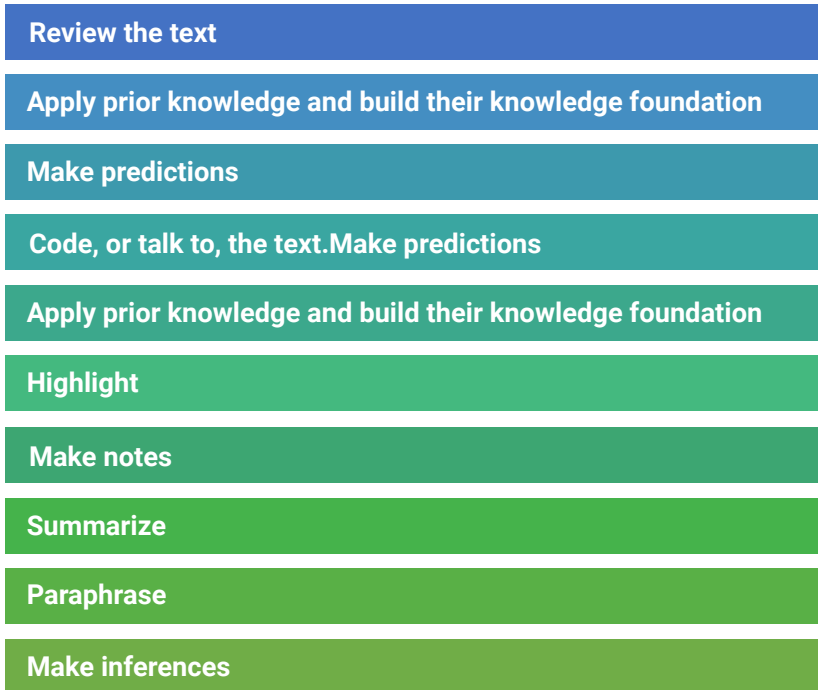 Review the text
Apply prior knowledge and build their knowledge foundation
Make predictions
Code, or talk to, the text.Make predictions
Apply prior knowledge and build their knowledge foundation
Highlight
Make notes
Summarize
Paraphrase
Make inferences